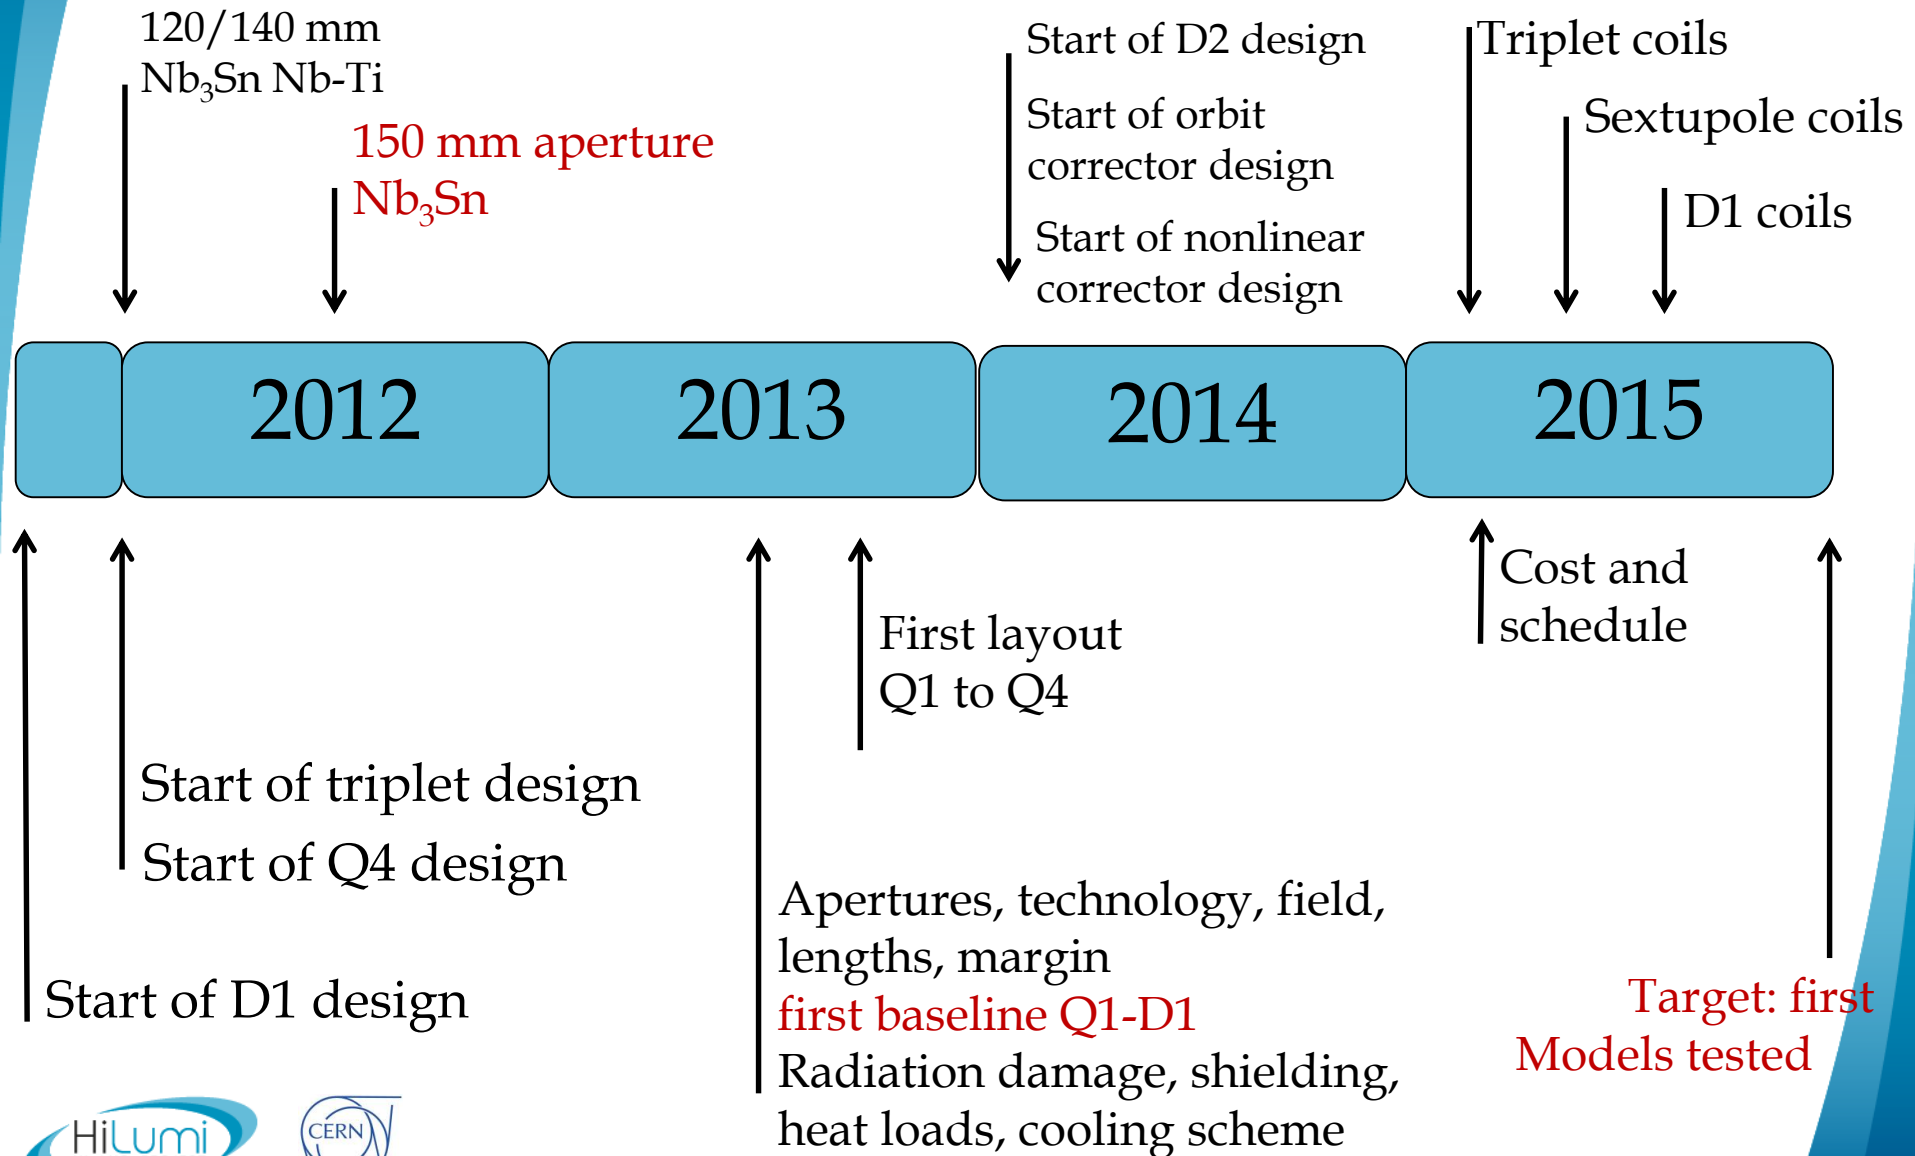 120/140 mm
Nb₃Sn Nb-Ti
150 mm aperture
Nb₃Sn
Start of D2 design
Start of orbit
corrector design
Start of nonlinear
corrector design
Triplet coils
Sextupole coils
D1 coils
2012
2013
2014
2015
Cost and
schedule
First layout
Q1 to Q4
Start of triplet design
Start of Q4 design
Start of D1 design
Apertures, technology, field,
lengths, margin
first baseline Q1-D1
Radiation damage, shielding,
heat loads, cooling scheme
Target: first
Models tested
HiLumi
CERN